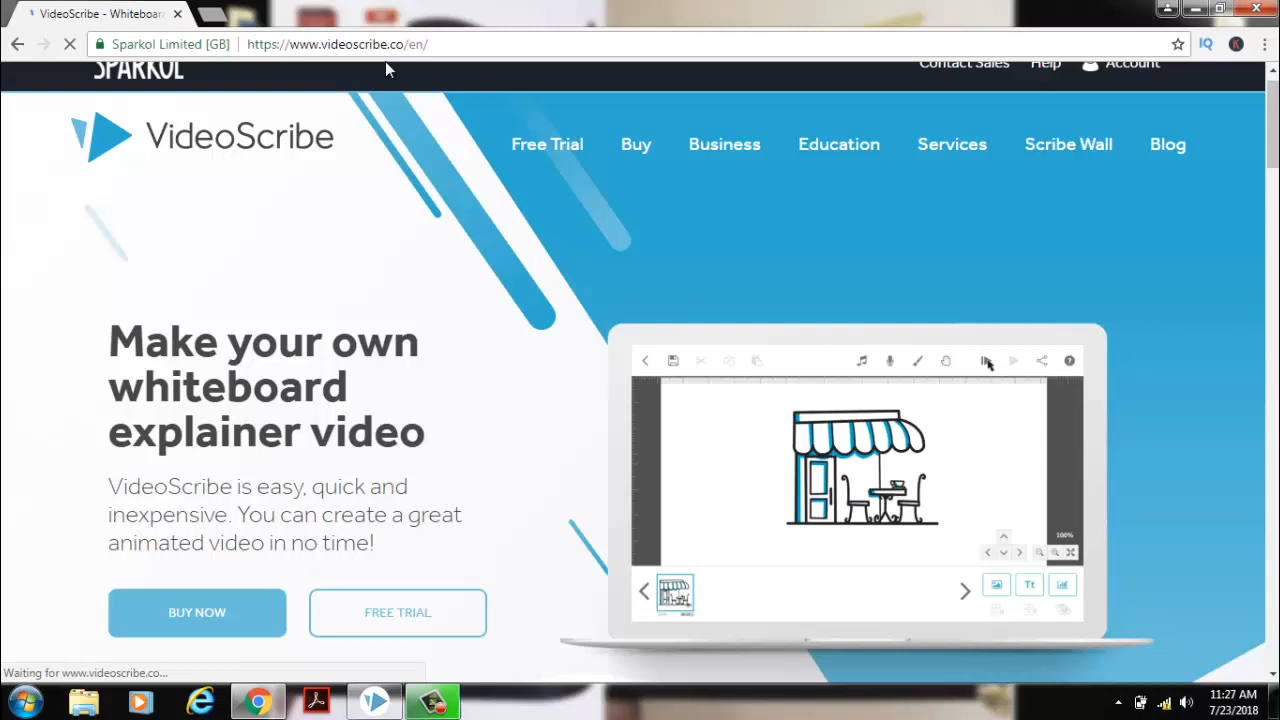 VideoScribe - Whiteboard
Sparkol Limited [GB] https://www.videoscribe.co/en/
IQ K
SPARKOL Contact Sales Help Account
VideoScribe Free Trial Buy Business Education Services Scribe Wall Blog
Make your own
whiteboard
explainer video
VideoScribe is easy, quick and
inexpensive. You can create a great
animated video in no time!
100%
Tt
BUY NOW FREE TRIAL
Waiting for www.videoscribe.co...
11:27 AM
7/23/2018